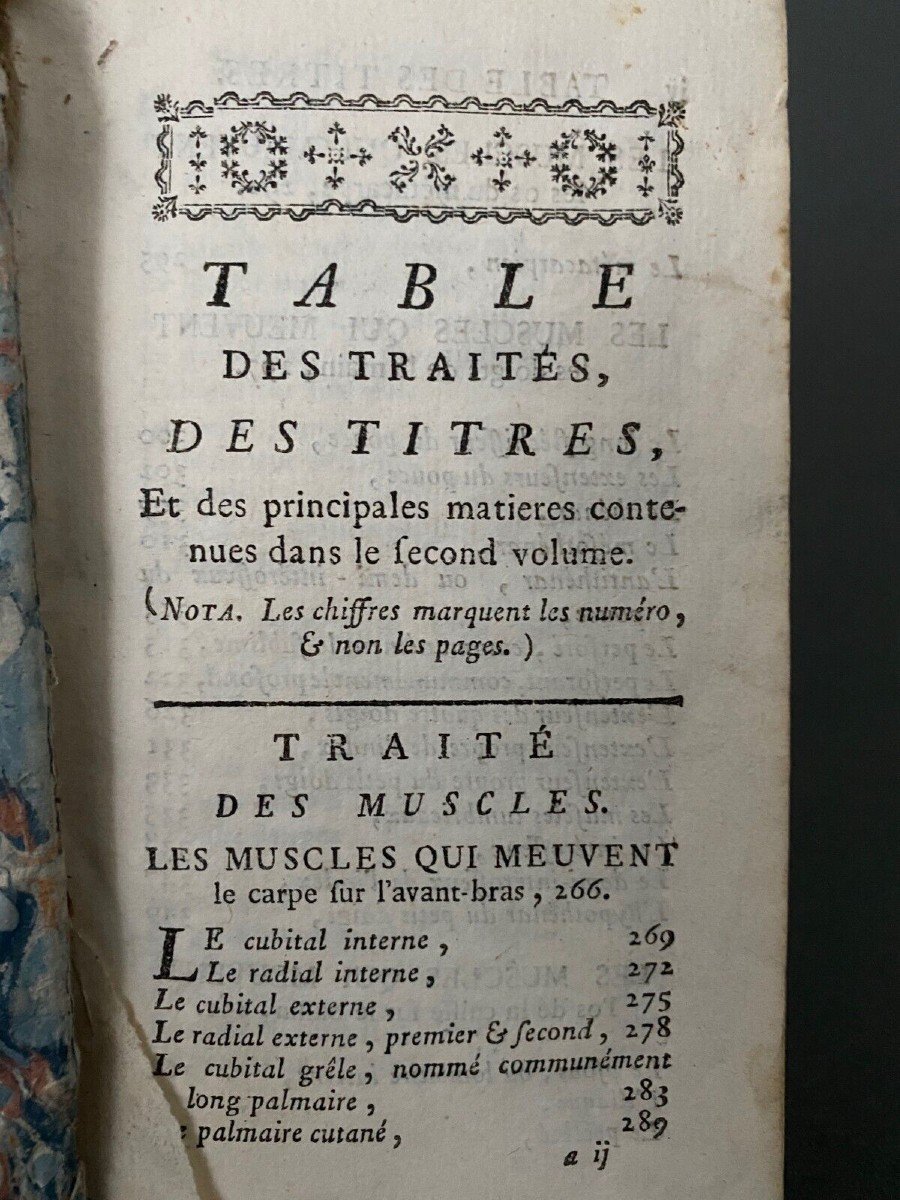 TABLE
DES TRAITÉS,
DES TITRES,
Et des principales matieres conte-
nues dans le ſecond volume.
(NOTA. Les chiffres marquent les numéro,
& non les pages.)
TRAITÉ
DES MUSCLES.
LES MUSCLES QUI MEUVENT
le carpe ſur l'avant-bras, 266.
LE cubital interne, 269
Le radial interne, 272
Le cubital externe, 275
Le radial externe, premier & ſecond, 278
Le cubital grêle, nommé communément
long palmaire, 283
palmaire cutané, 289
a ij